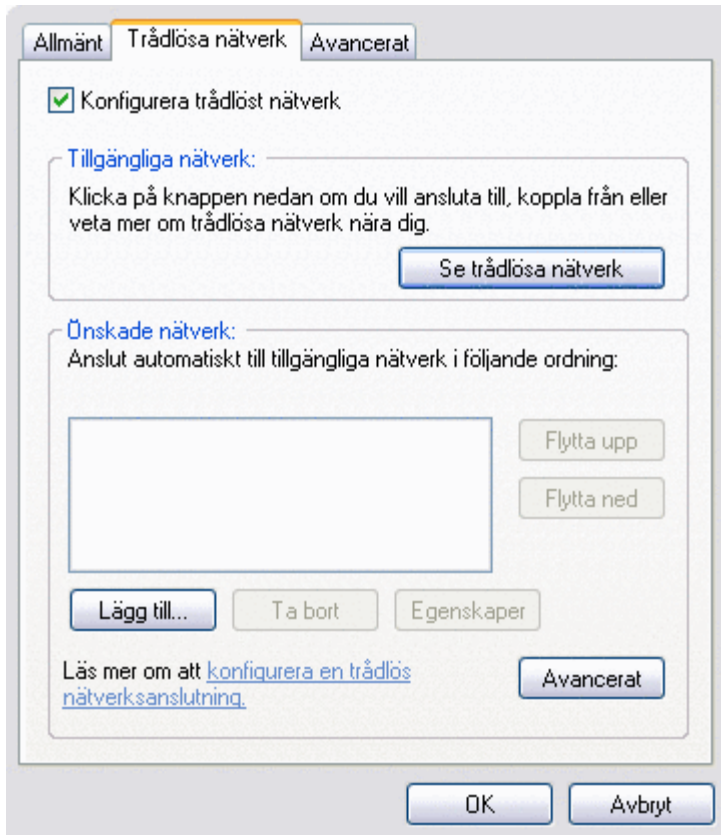 Allmänt
Trådlösa nätverk
Avancerat
Konfigurera trådlöst nätverk
Tillgängliga nätverk:
Klicka på knappen nedan om du vill ansluta till, koppla från eller
veta mer om trådlösa nätverk nära dig.
Se trådlösa nätverk
Önskade nätverk:
Anslut automatiskt till tillgängliga nätverk i följande ordning:
Flytta upp
Flytta ned
Lägg till...
Ta bort
Egenskaper
Läs mer om att konfigurera en trådlös
nätverksanslutning.
Avancerat
OK
Avbryt